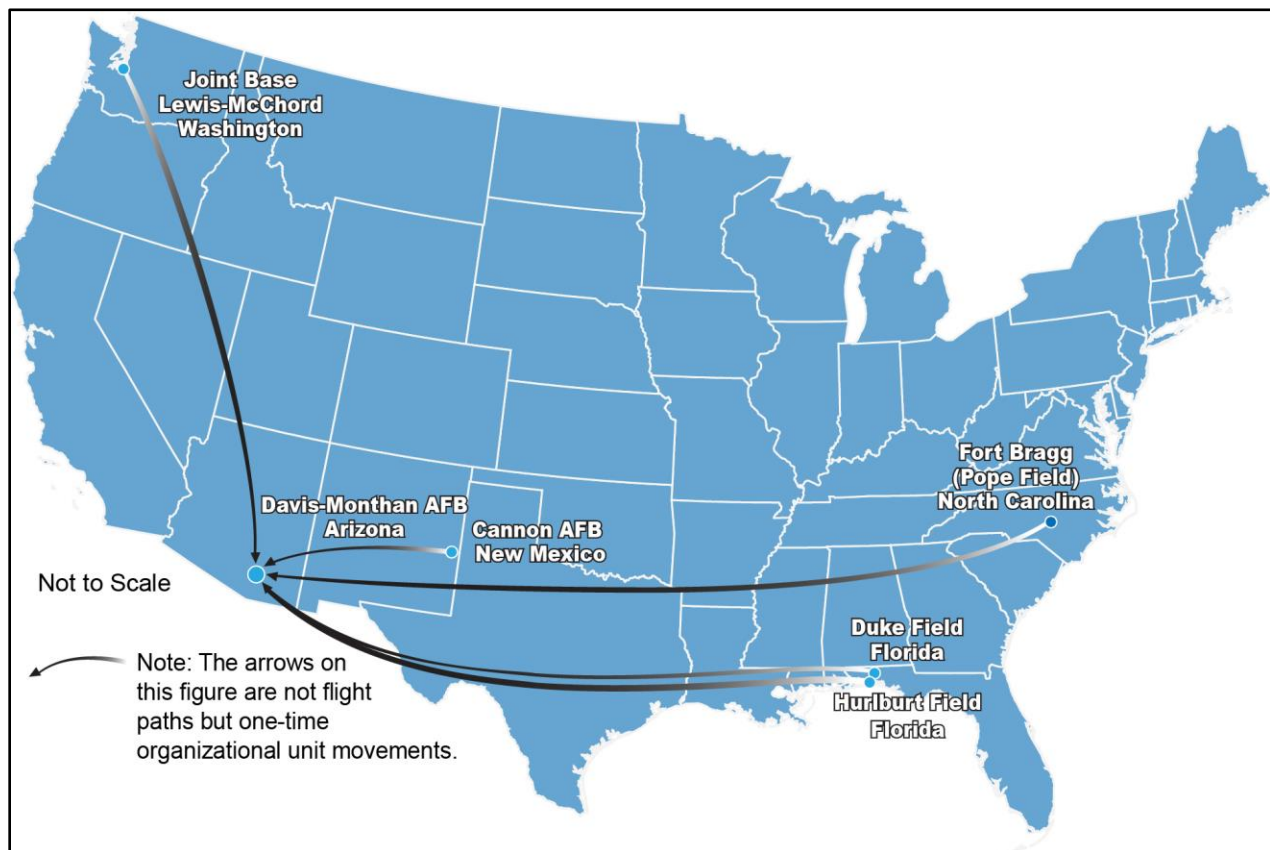 Joint Base
Lewis-McChord
Washington
Fort Bragg
(Pope Field)
North Carolina
Davis-Monthan AFB
Arizona
Cannon AFB
New Mexico
Not to Scale
Duke Field
Florida
Hurlburt Field
Florida
Note: The arrows on
this figure are not flight
paths but one-time
organizational unit movements.